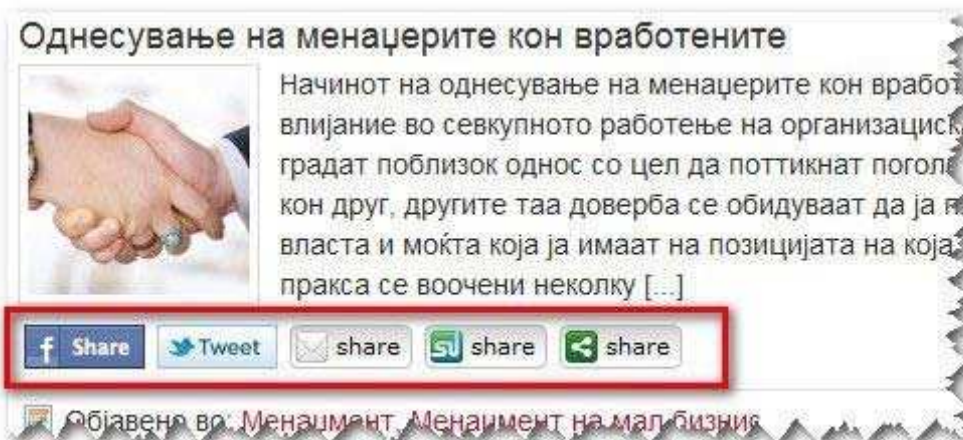 Однесување на менаџерите кон вработените
Начинот на однесување на менаџерите кон
влијание во севкупното работење на
градат поблизок однос со цел да поттикнат
кон друг, другите таа доверба се обидуваат да ја
власта и моќта која ја имаат на позицијата на која
пракса се воочени неколку [...]
f Share Tweet share share share
Објавено во: Менаџмент, Менаџмент на мал бизнис